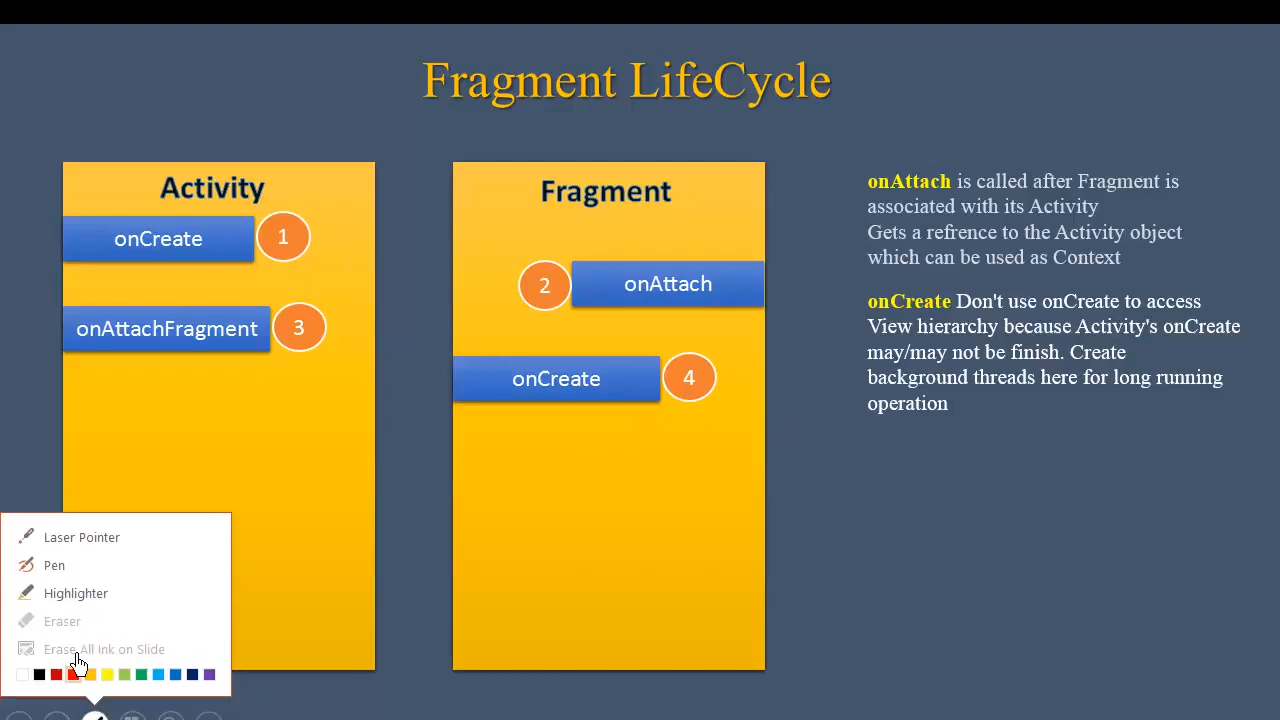 Fragment LifeCycle
Activity
onCreate
1
onAttachFragment
3
Fragment
2
onAttach
onCreate
4
onAttach is called after Fragment is
associated with its Activity
Gets a refrence to the Activity object
which can be used as Context
onCreate Don't use onCreate to access
View hierarchy because Activity's onCreate
may/may not be finish. Create
background threads here for long running
operation
Laser Pointer
Pen
Highlighter
Eraser
Erase All Ink on Slide